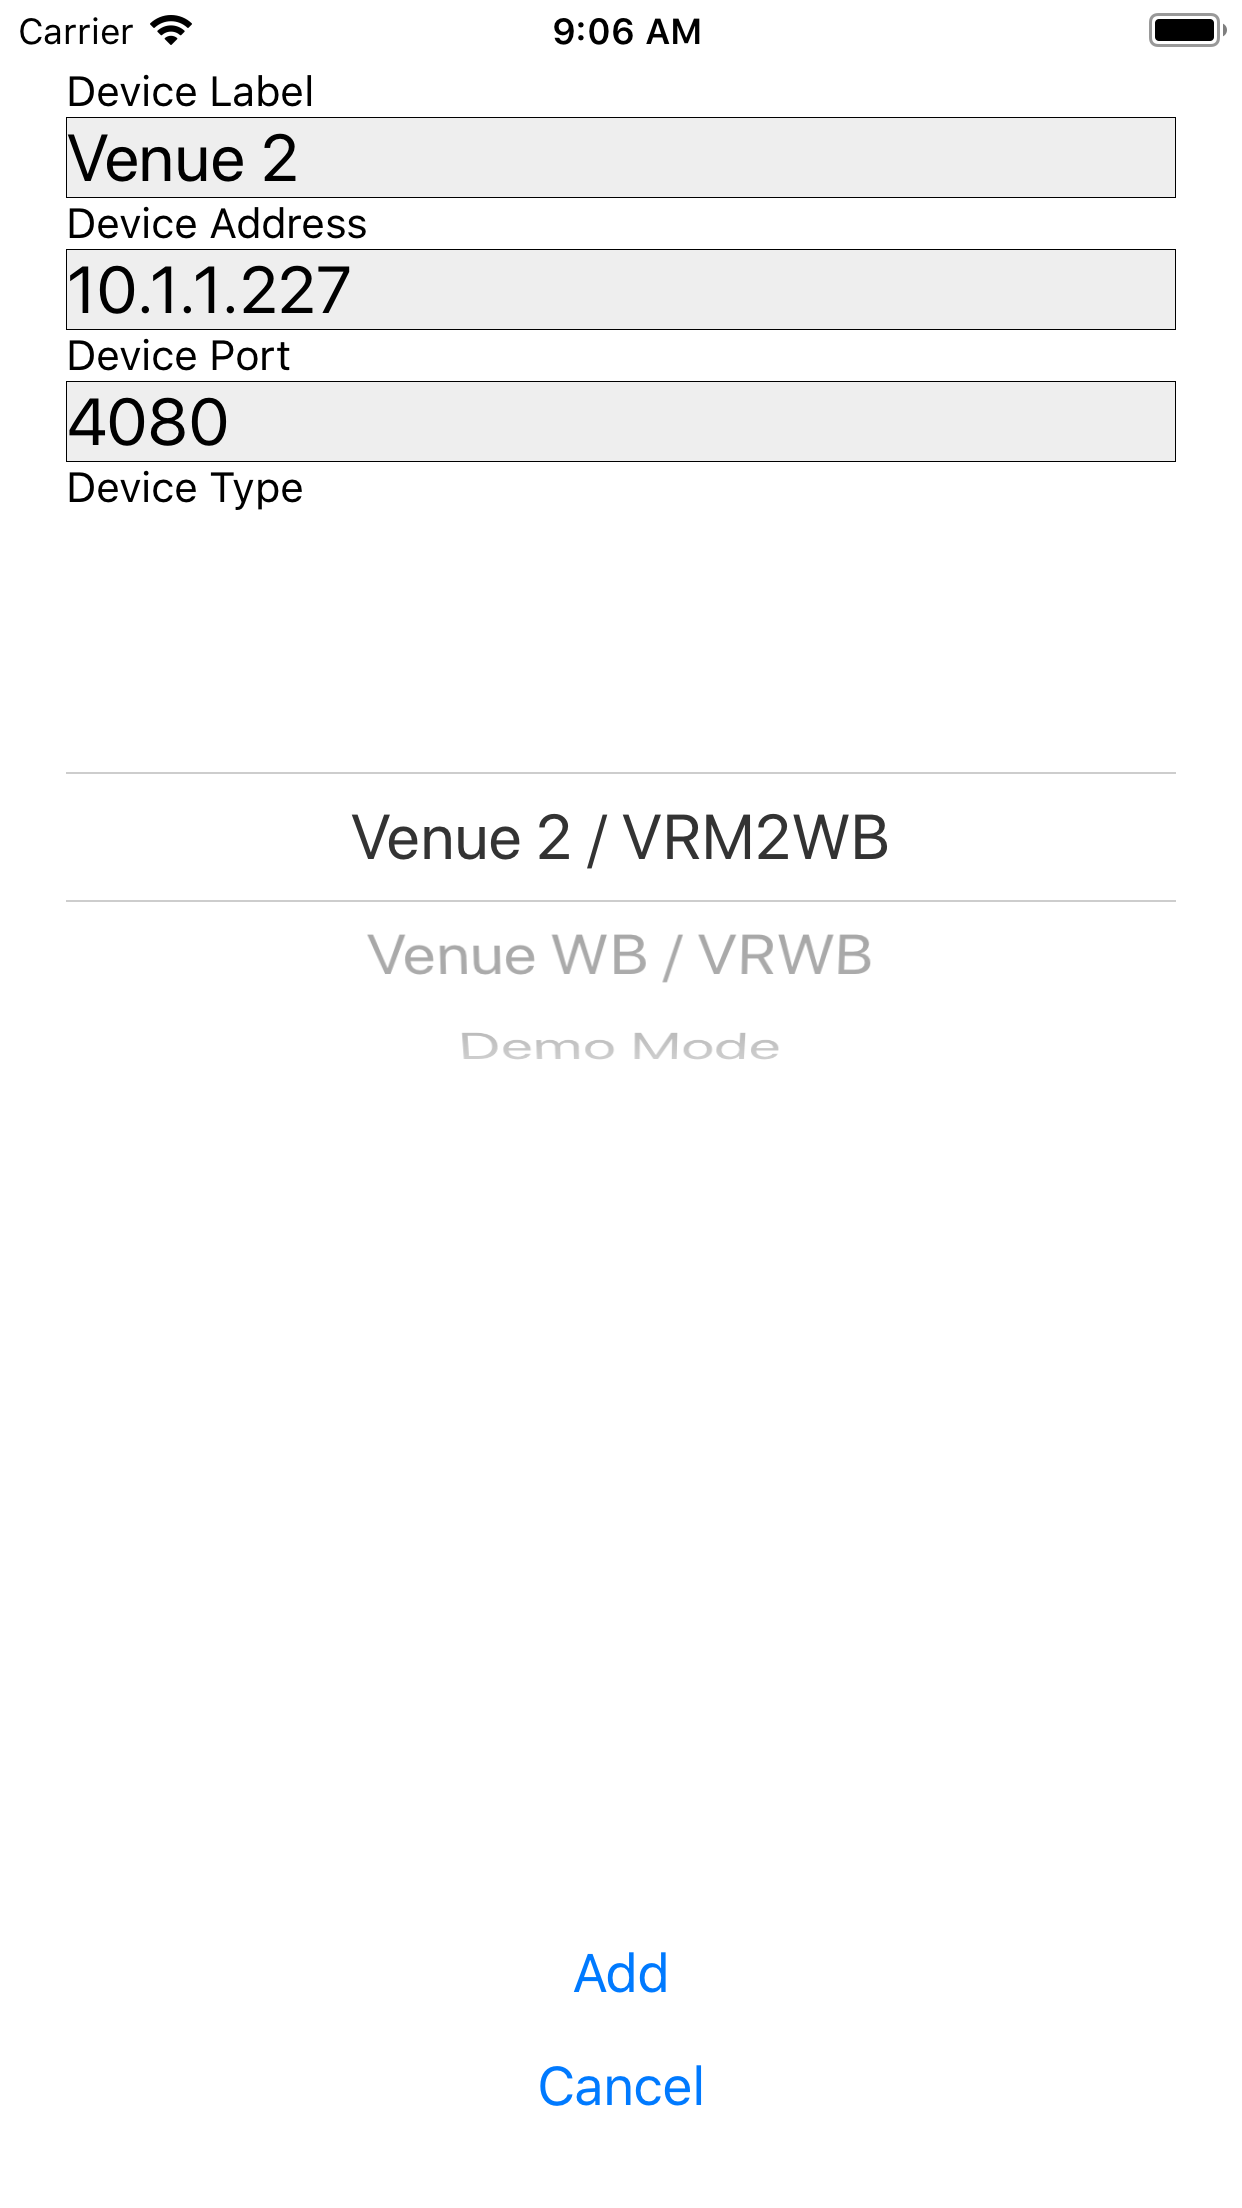 Carrier 9:06 AM
Device Label
Venue 2
Device Address
10.1.1.227
Device Port
4080
Device Type
Venue 2 / VRM2WB
Venue WB / VRWB
Demo Mode
Add
Cancel